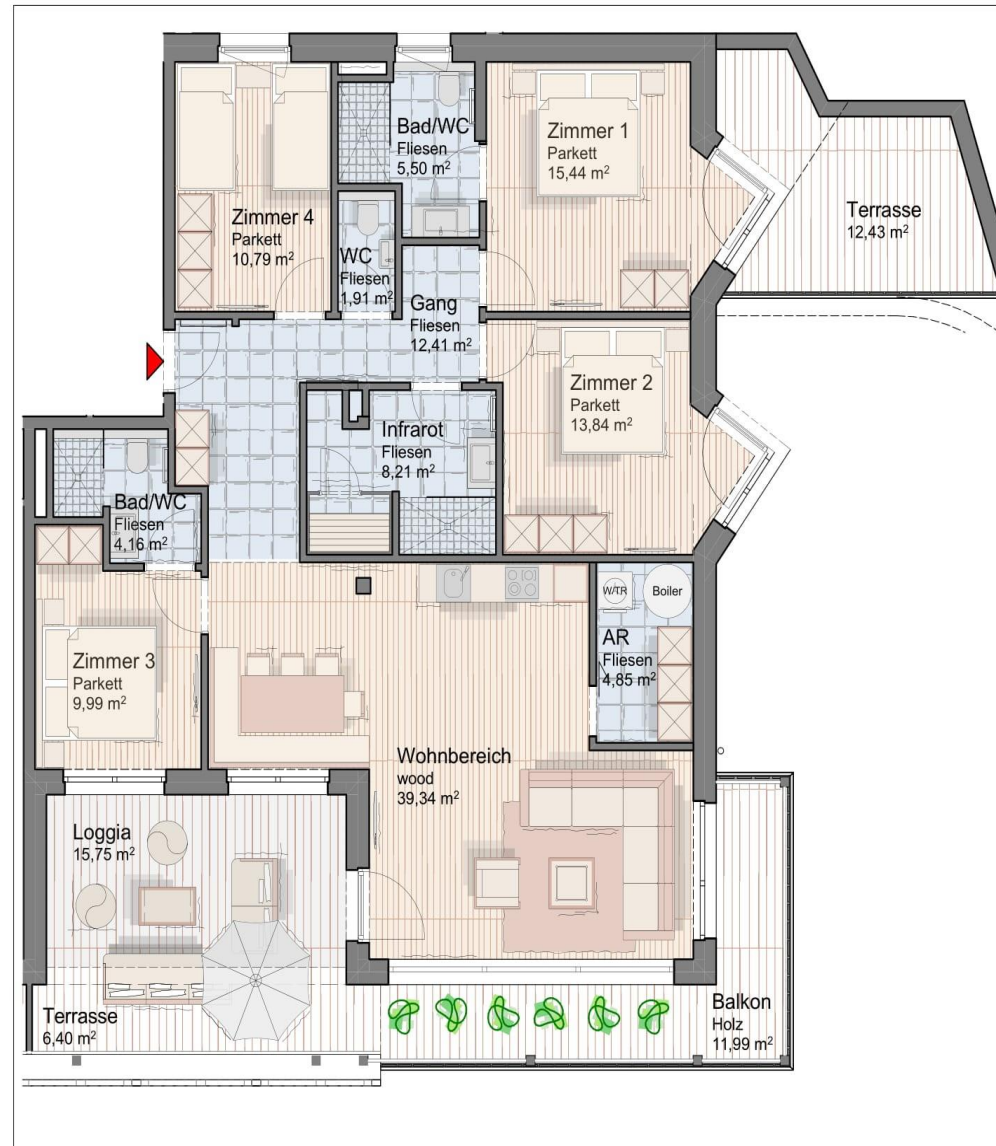 Bad/WC
Fliesen
5,50 m²
Zimmer 1
Parkett
15,44 m²
Zimmer 4
Parkett
10,79 m²
Terrasse
12,43 m²
WC
Fliesen
1,91 m²
Gang
Fliesen
12,41 m²
Zimmer 2
Parkett
13,84 m²
Infrarot
Fliesen
8,21 m²
Bad/WC
Fliesen
4,16 m²
W/TR
Boiler
AR
Fliesen
4,85 m²
Zimmer 3
Parkett
9,99 m²
Wohnbereich
wood
39,34 m²
Loggia
15,75 m²
Terrasse
6,40 m²
Balkon
Holz
11,99 m²